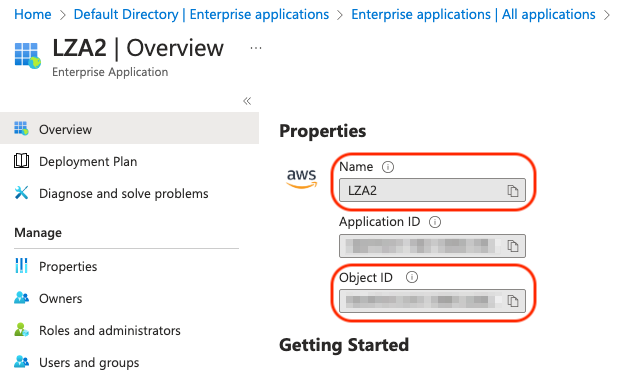 Home > Default Directory | Enterprise applications > Enterprise applications | All applications >
LZA2 | Overview ...
Enterprise Application
«
Overview
Deployment Plan
Diagnose and solve problems
Manage
Properties
Owners
Roles and administrators
Users and groups
Properties
aws
Name
LZA2
Application ID
Object ID
Getting Started